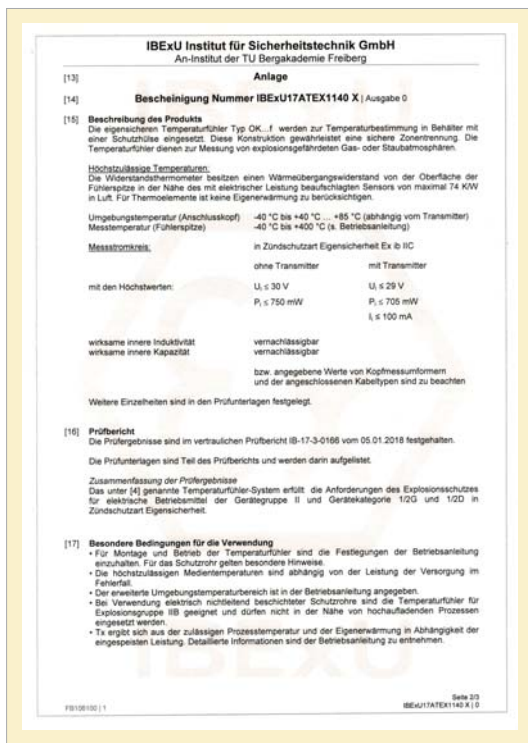 IBExU Institut für Sicherheitstechnik GmbH
An-Institut der TU Bergakademie Freiberg
[13] Anlage
[14] Bescheinigung Nummer IBExU17ATEX1140 X | Ausgabe 0
[15] Beschreibung des Produkts
Die eigensicheren Temperaturfühler Typ OK...f werden zur Temperaturbestimmung in Behälter mit
einer Schutzhülse eingesetzt. Diese Konstruktion gewährleistet eine sichere Zonentrennung. Die
Temperaturfühler dienen zur Messung von explosionsgefährdeten Gas- oder Staubatmosphären.
Höchstzulässige Temperaturen:
Die Widerstandsthermometer besitzen einen Wärmeübergangswiderstand von der Oberfläche der
Fühlerspitze in der Nähe des mit elektrischer Leistung beaufschlagten Sensors von maximal 74 K/W
in Luft. Für Thermoelemente ist keine Eigenerwärmung zu berücksichtigen.
Umgebungstemperatur (Anschlusskopf) -40 °C bis +40 °C ... +85 °C (abhängig vom Transmitter)
Messtemperatur (Fühlerspitze) -40 °C bis +400 °C (s. Betriebsanleitung)
Messstromkreis: in Zündschutzart Eigensicherheit Ex ib IIC
ohne Transmitter mit Transmitter
mit den Höchstwerten: Uᵢ ≤ 30 V Uᵢ ≤ 29 V
Pᵢ ≤ 750 mW Pᵢ ≤ 705 mW
Iᵢ ≤ 100 mA
wirksame innere Induktivität vernachlässigbar
wirksame innere Kapazität vernachlässigbar
bzw. angegebene Werte von Kopfmessumformern
und der angeschlossenen Kabeltypen sind zu beachten
Weitere Einzelheiten sind in den Prüfunterlagen festgelegt.
[16] Prüfbericht
Die Prüfergebnisse sind im vertraulichen Prüfbericht IB-17-3-0166 vom 05.01.2018 festgehalten.
Die Prüfunterlagen sind Teil des Prüfberichts und werden darin aufgelistet.
Zusammenfassung der Prüfergebnisse
Das unter [4] genannte Temperaturfühler-System erfüllt die Anforderungen des Explosionsschutzes
für elektrische Betriebsmittel der Gerätegruppe II und Gerätekategorie 1/2G und 1/2D in
Zündschutzart Eigensicherheit.
[17] Besondere Bedingungen für die Verwendung
• Für Montage und Betrieb der Temperaturfühler sind die Festlegungen der Betriebsanleitung
einzuhalten. Für das Schutzrohr gelten besondere Hinweise.
• Die höchstzulässigen Medientemperaturen sind abhängig von der Leistung der Versorgung im
Fehlerfall.
• Der erweiterte Umgebungstemperaturbereich ist in der Betriebsanleitung angegeben.
• Bei Verwendung elektrisch nichtleitend beschichteter Schutzrohre sind die Temperaturfühler für
Explosionsgruppe IIB geeignet und dürfen nicht in der Nähe von hochaufladenden Prozessen
eingesetzt werden.
• Tx ergibt sich aus der zulässigen Prozesstemperatur und der Eigenerwärmung in Abhängigkeit der
eingespeisten Leistung. Detaillierte Informationen sind der Betriebsanleitung zu entnehmen.
IBExU
Seite 2/3
FB106100 | 1 IBExU17ATEX1140 X | 0